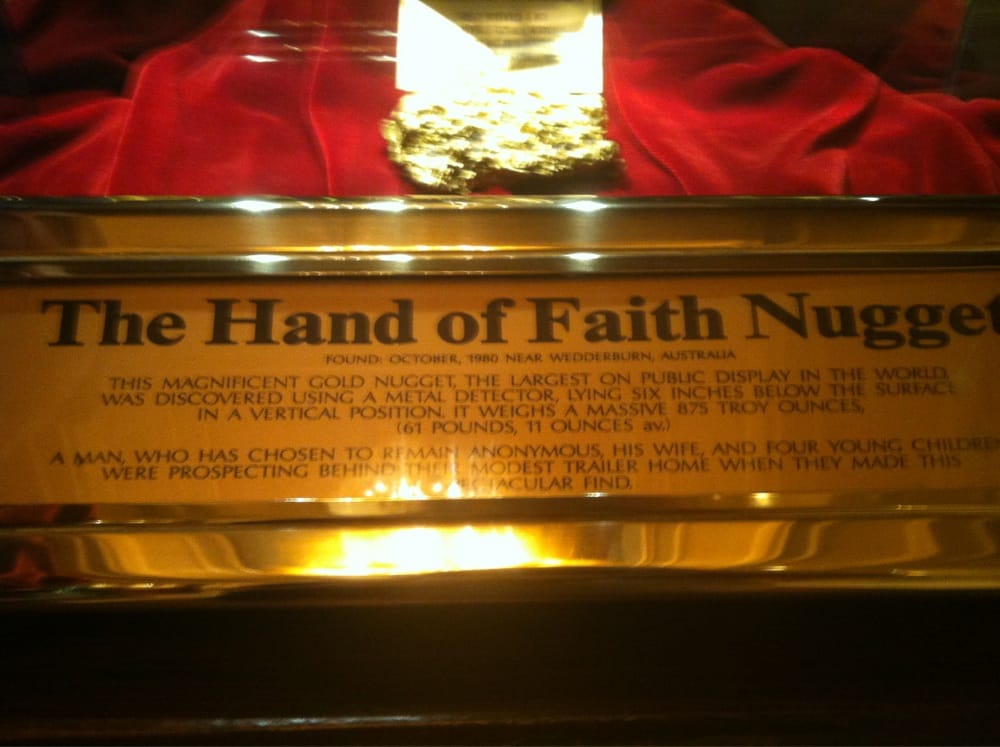 The Hand of Faith Nugget
FOUND: OCTOBER, 1980 NEAR WEDDERBURN, AUSTRALIA
THIS MAGNIFICENT GOLD NUGGET, THE LARGEST ON PUBLIC DISPLAY IN THE WORLD,
WAS DISCOVERED USING A METAL DETECTOR, LYING SIX INCHES BELOW THE SURFACE
IN A VERTICAL POSITION. IT WEIGHS A MASSIVE 875 TROY OUNCES,
(61 POUNDS, 11 OUNCES av.)
A MAN, WHO HAS CHOSEN TO REMAIN ANONYMOUS, HIS WIFE, AND FOUR YOUNG CHILDREN
WERE PROSPECTING BEHIND THEIR MODEST TRAILER HOME WHEN THEY MADE THIS
SPECTACULAR FIND.